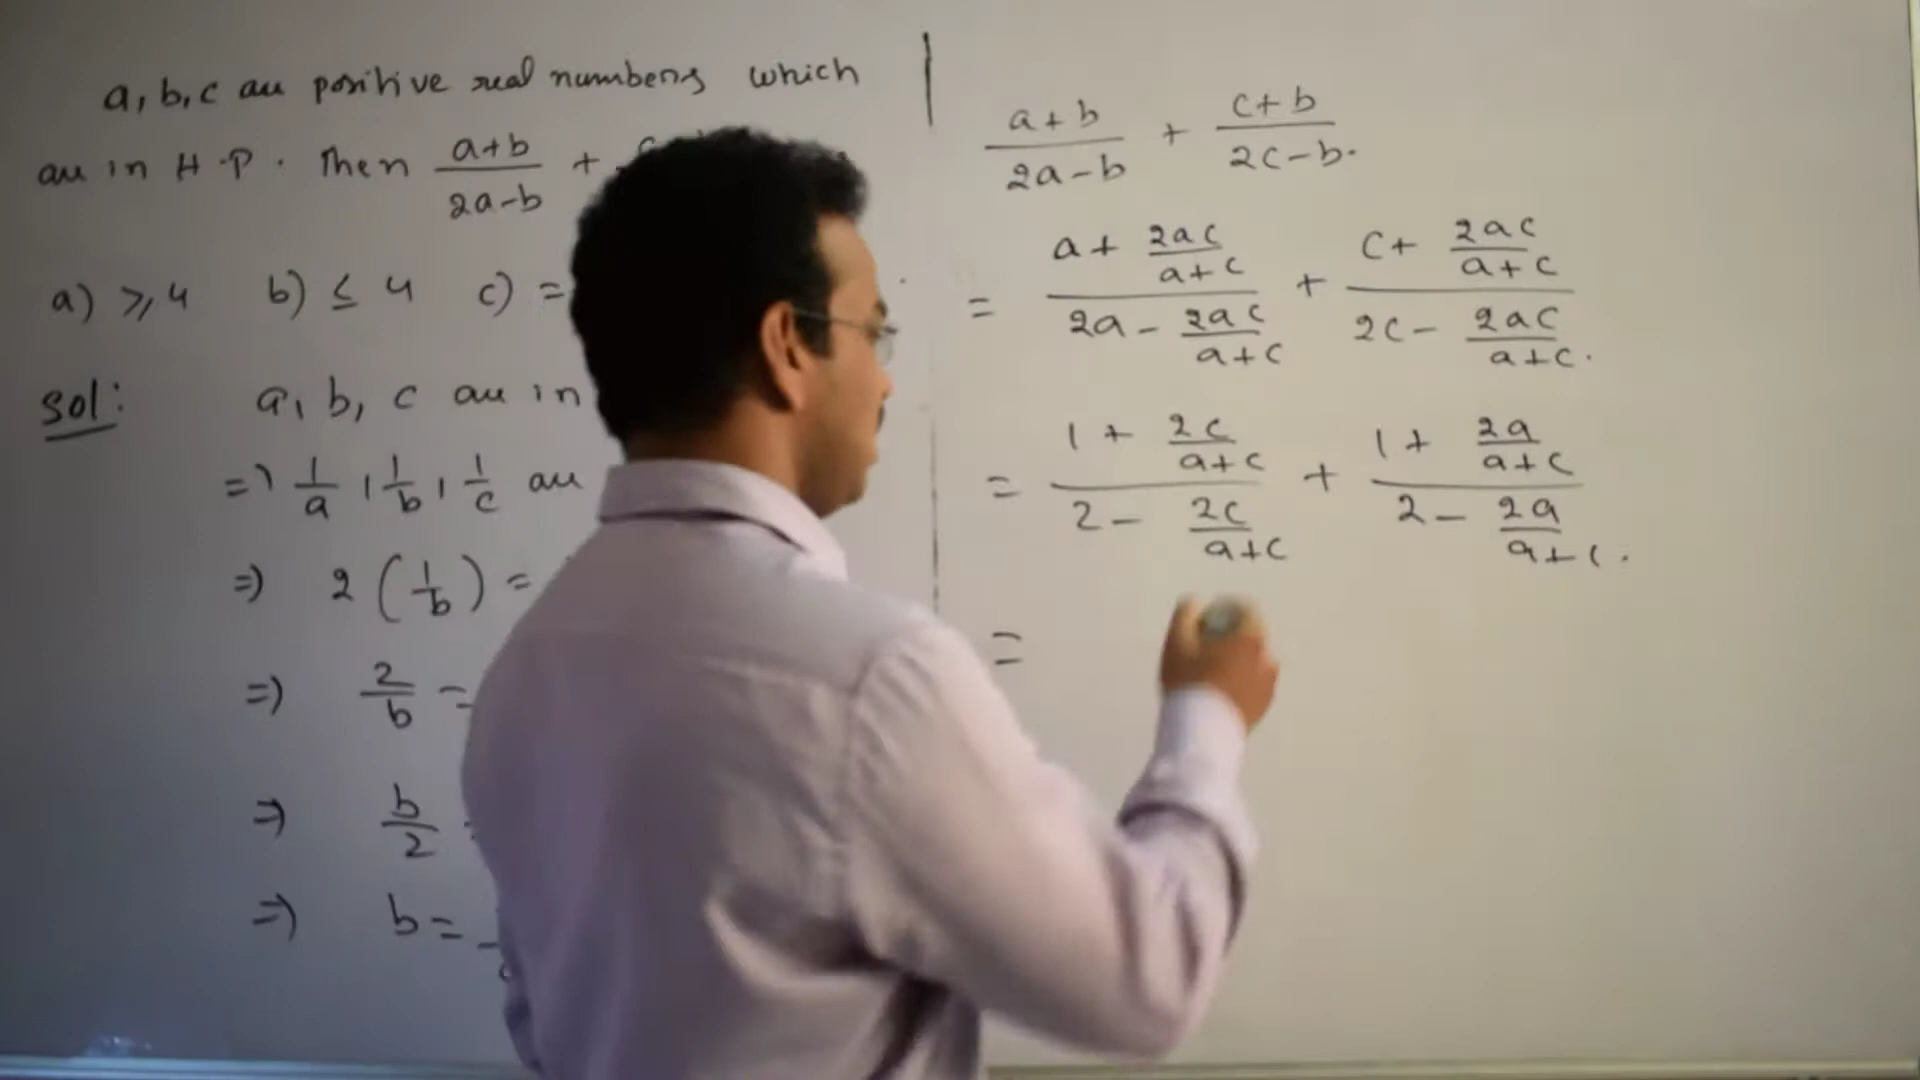 a, b, c are positive real numbers which
are in H.P. Then (a+b)/(2a-b) +
a) ≥ 4 b) ≤ 4 c) =
Sol: a, b, c are in
⇒ 1/a, 1/b, 1/c are
⇒ 2(1/b) =
⇒ 2/b =
⇒ b/2
⇒ b =
(a+b)/(2a-b) + (c+b)/(2c-b).
= (a + 2ac/(a+c))/(2a - 2ac/(a+c)) + (c + 2ac/(a+c))/(2c - 2ac/(a+c)).
= (1 + 2c/(a+c))/(2 - 2c/(a+c)) + (1 + 2a/(a+c))/(2 - 2a/(a+c)).
=